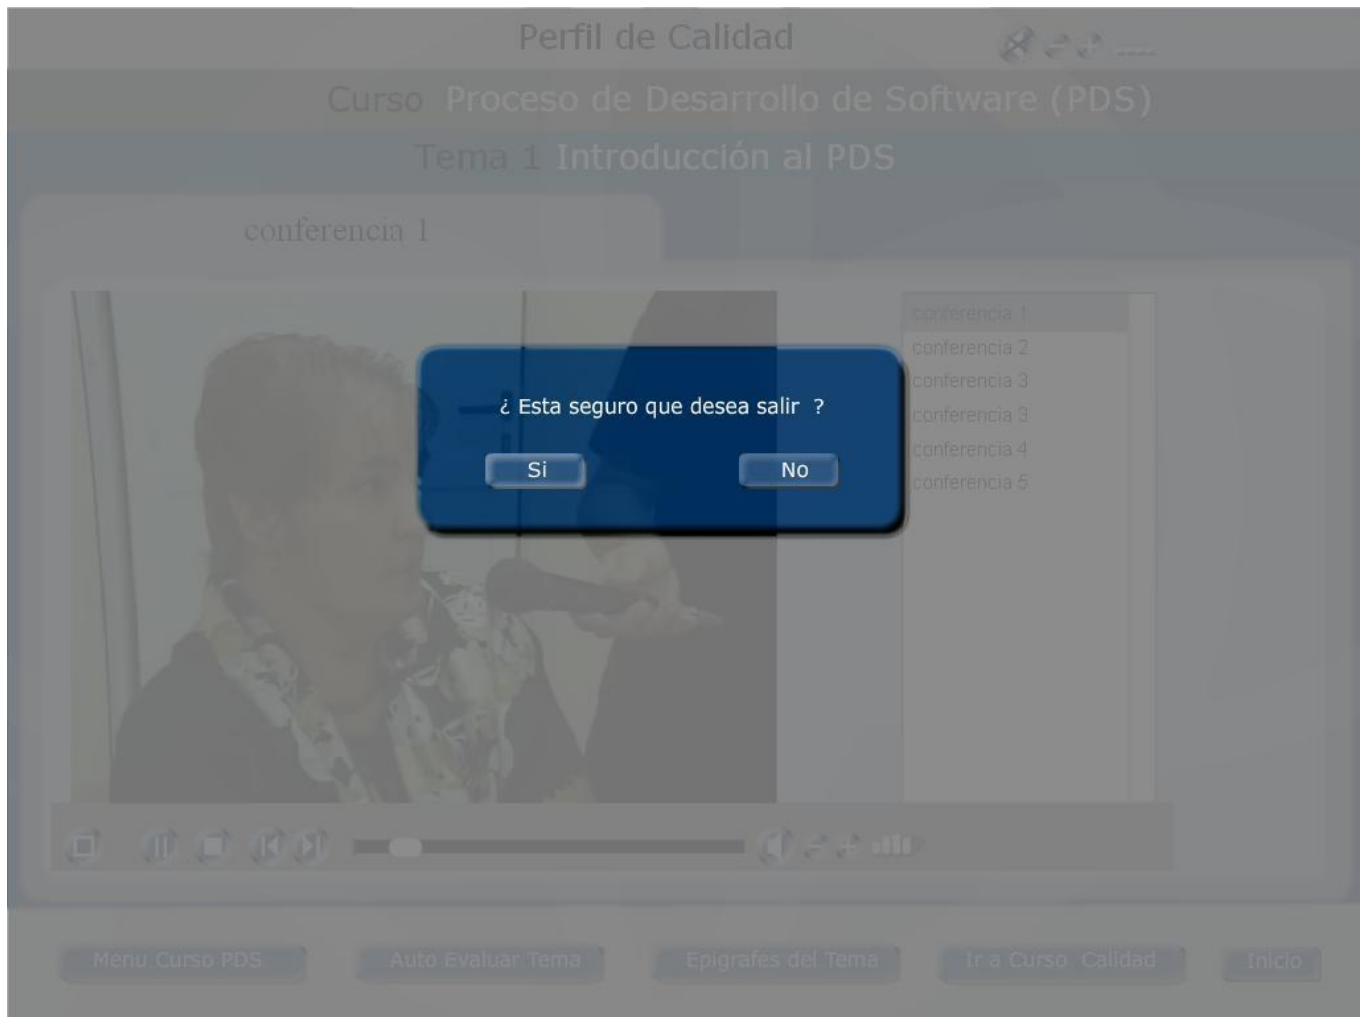 Perfil de Calidad
Curso Proceso de Desarrollo de Software (PDS)
Tema 1 Introducción al PDS
conferencia 1
conferencia 1
conferencia 2
conferencia 3
conferencia 3
conferencia 4
conferencia 5
¿ Esta seguro que desea salir ?
Si No
Menu Curso PDS Auto Evaluar Tema Epigrafes del Tema Ir a Curso Calidad Inicio